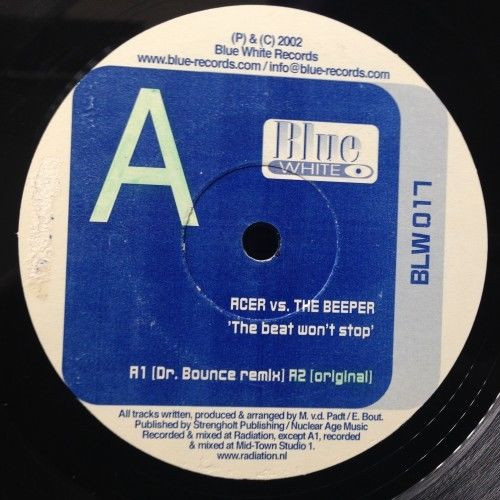 (P) & (C) 2002
Blue White Records
www.blue-records.com / info@blue-records.com
A
Blue
WHITE
BLW 017
ACER vs. THE BEEPER
'The beat won't stop'
A1 [Dr. Bounce remix] A2 [original]
All tracks written, produced & arranged by M. v.d. Padt / E. Bout.
Published by Strengholt Publishing / Nuclear Age Music
Recorded & mixed at Radiation, except A1, recorded
& mixed at Mid-Town Studio 1.
www.radiation.nl